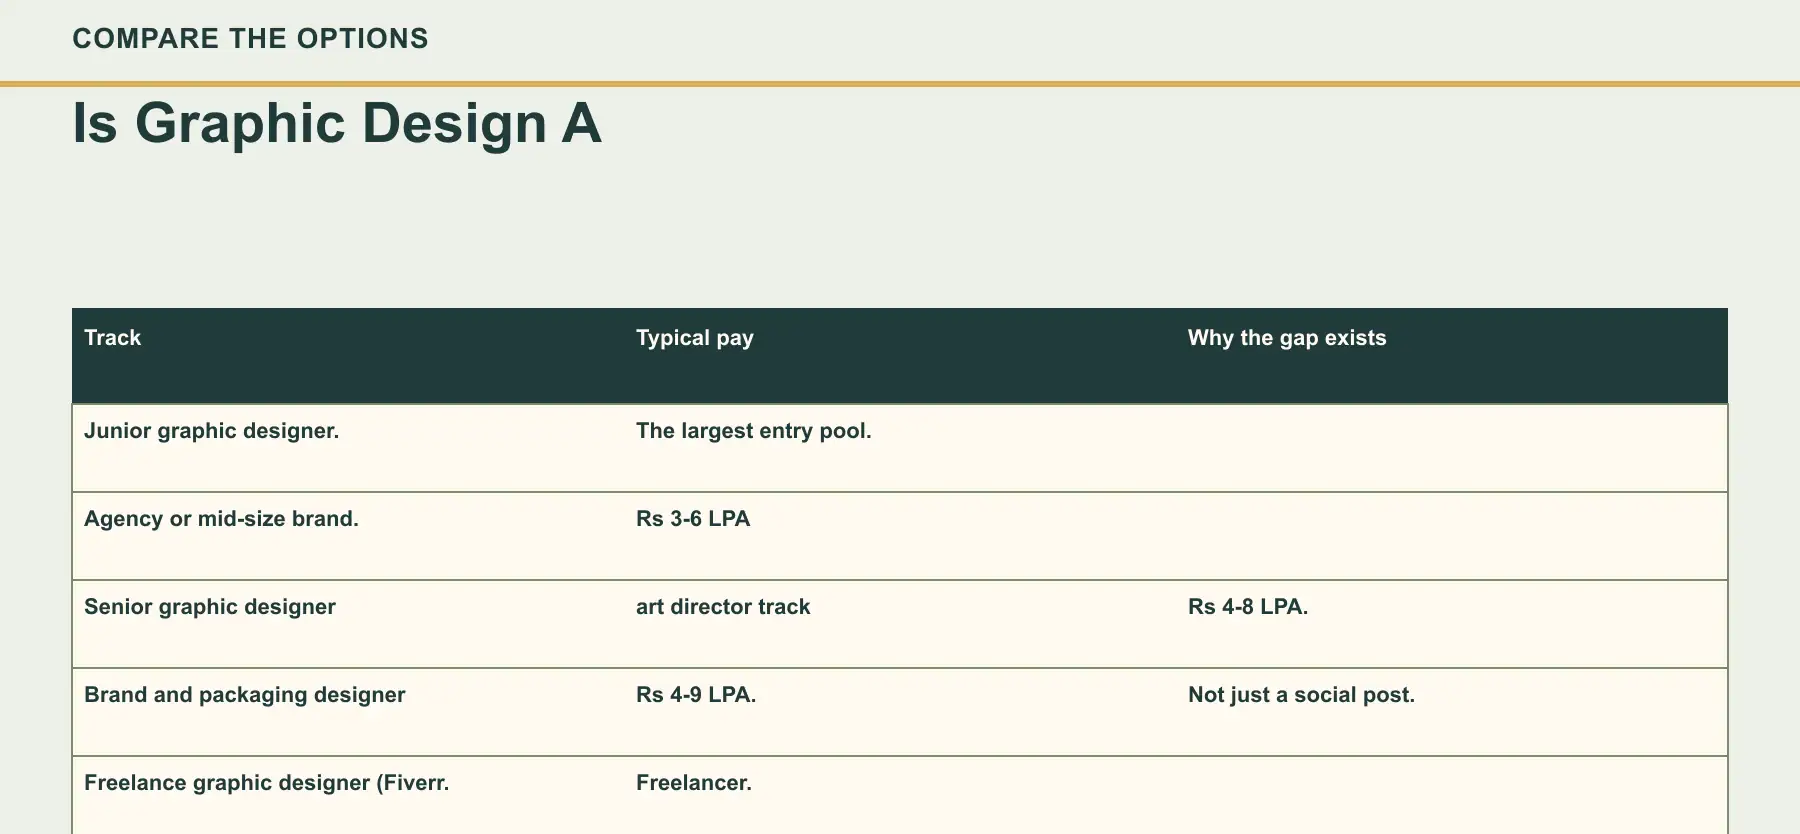 COMPARE THE OPTIONS
Is Graphic Design A
Track Typical pay Why the gap exists
Junior graphic designer. The largest entry pool.
Agency or mid-size brand. Rs 3-6 LPA
Senior graphic designer art director track Rs 4-8 LPA.
Brand and packaging designer Rs 4-9 LPA. Not just a social post.
Freelance graphic designer (Fiverr. Freelancer.